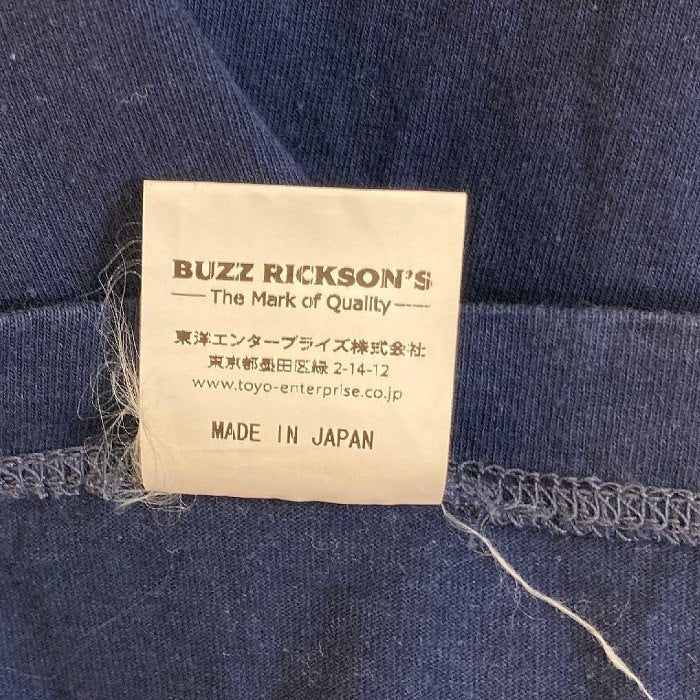 BUZZ RICKSON'S
The Mark of Quality
東洋エンタープライズ株式会社
東京都墨田区緑 2-14-12
www.toyo-enterprise.co.jp
MADE IN JAPAN